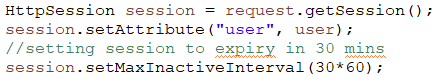 HttpSession session = request.getSession();
session.setAttribute("user", user);
//setting session to expiry in 30 mins
session.setMaxInactiveInterval(30*60);